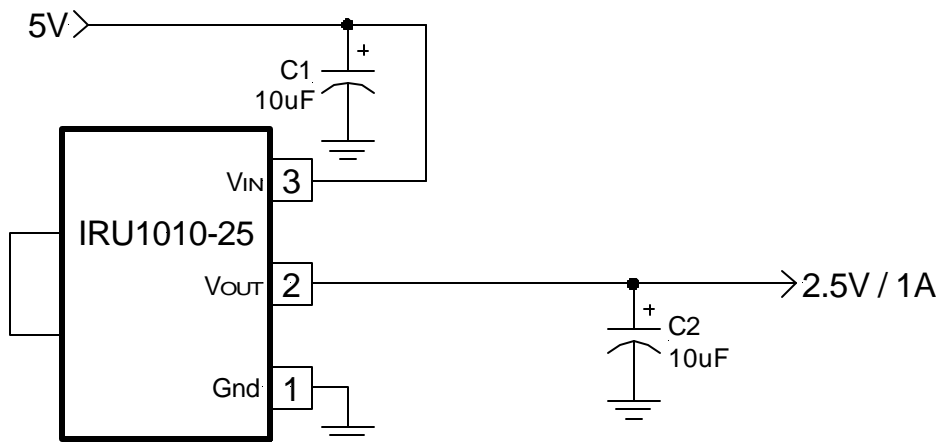 5V
+
C1
10uF
VIN
3
IRU1010-25
VOUT
2
2.5V / 1A
+
C2
10uF
Gnd
1